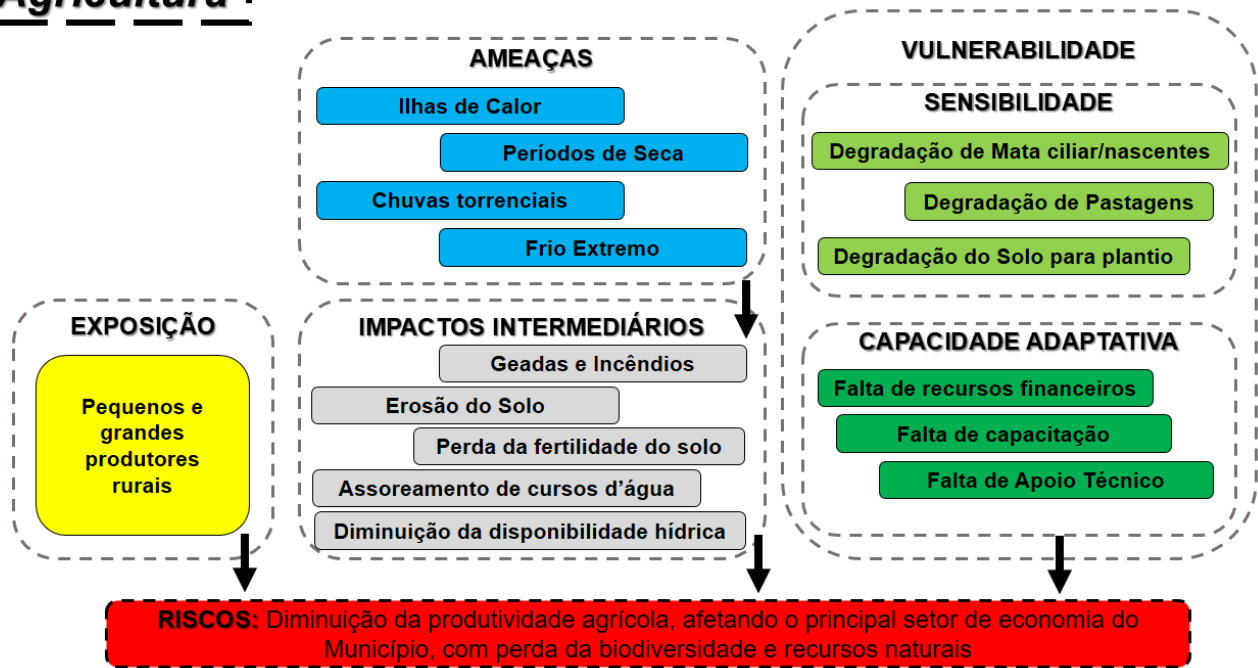 Agricultura
AMEAÇAS
Ilhas de Calor
Períodos de Seca
Chuvas torrenciais
Frio Extremo
VULNERABILIDADE
SENSIBILIDADE
Degradação de Mata ciliar/nascentes
Degradação de Pastagens
Degradação do Solo para plantio
EXPOSIÇÃO
Pequenos e
grandes
produtores
rurais
IMPACTOS INTERMEDIÁRIOS
Geadas e Incêndios
Erosão do Solo
Perda da fertilidade do solo
Assoreamento de cursos d’água
Diminuição da disponibilidade hídrica
CAPACIDADE ADAPTATIVA
Falta de recursos financeiros
Falta de capacitação
Falta de Apoio Técnico
RISCOS: Diminuição da produtividade agrícola, afetando o principal setor de economia do
Município, com perda da biodiversidade e recursos naturais